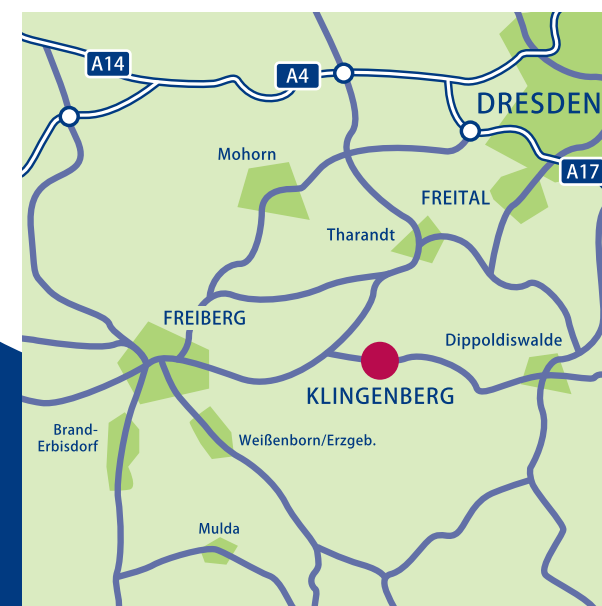 A14
A4
DRESDEN
Mohorn
A17
FREITAL
Tharandt
FREIBERG
Dippoldiswalde
KLINGENBERG
Brand-
Erbisdorf
Weißenborn/Erzgeb.
Mulda